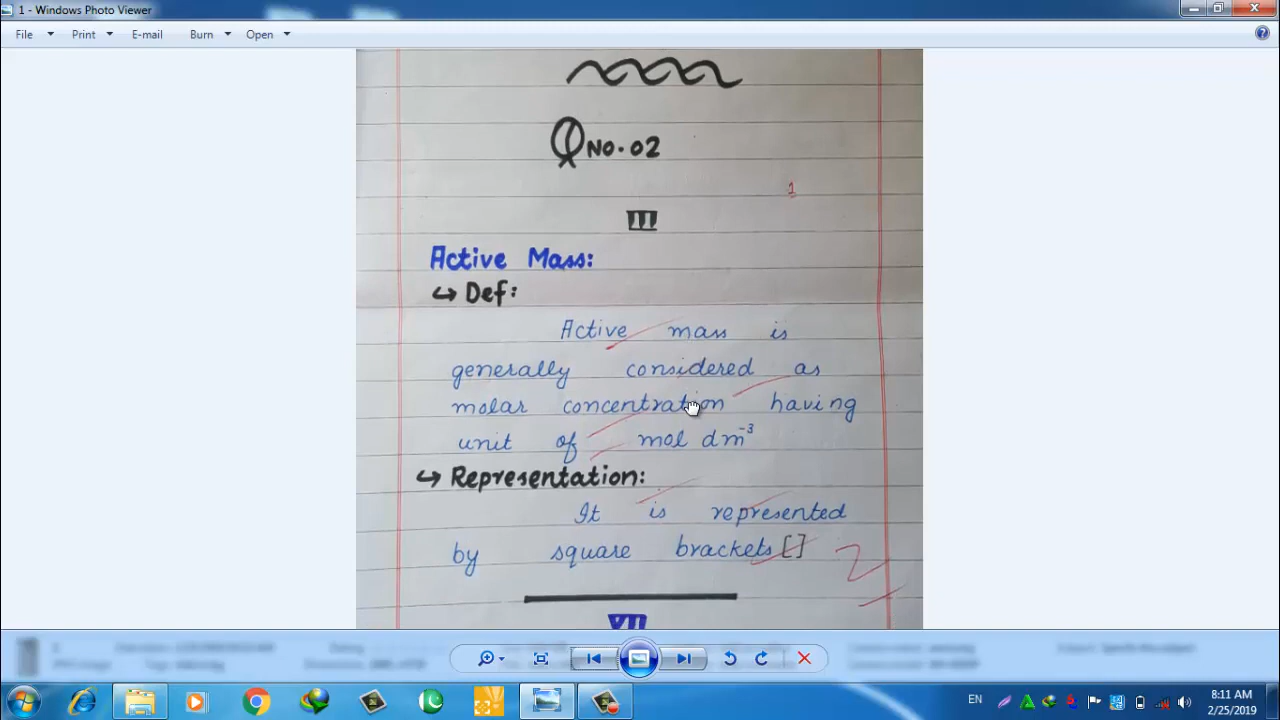 1 - Windows Photo Viewer
File Print E-mail Burn Open
Q No. 02
1
III
Active Mass:
↪ Def:
Active mass is
generally considered as
molar concentration having
unit of mol dm⁻³
↪ Representation:
It is represented
by square brackets []
2
VII
EN
8:11 AM
2/25/2019